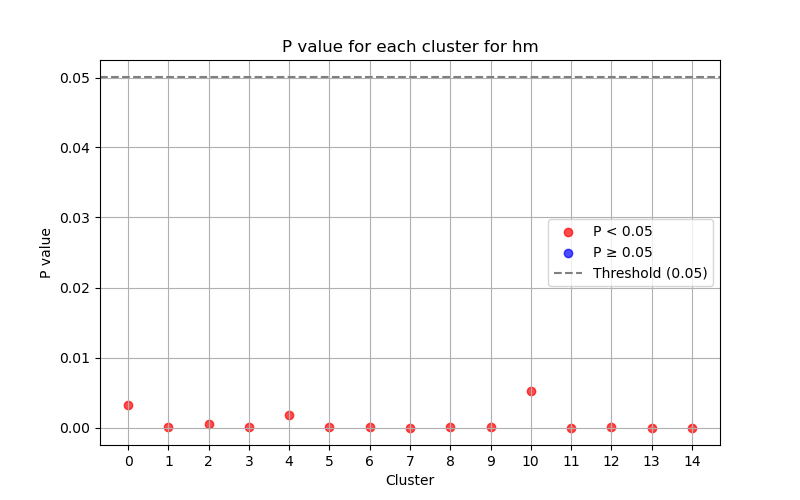 P value for each cluster for hm
0.05
0.04
0.03
0.02
0.01
0.00
P value
P < 0.05
P ≥ 0.05
Threshold (0.05)
0 1 2 3 4 5 6 7 8 9 10 11 12 13 14
Cluster